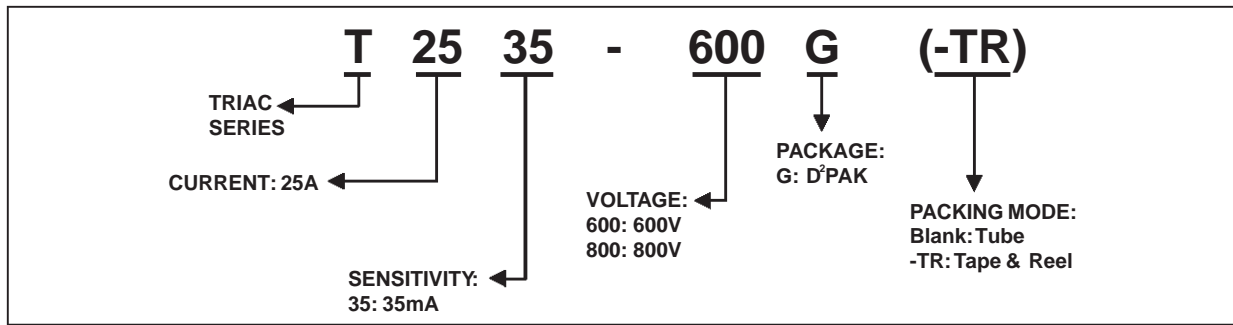 T 25 35 - 600 G (-TR)
TRIAC
SERIES
CURRENT: 25A
SENSITIVITY:
35: 35mA
VOLTAGE:
600: 600V
800: 800V
PACKAGE:
G: D²PAK
PACKING MODE:
Blank: Tube
-TR: Tape & Reel